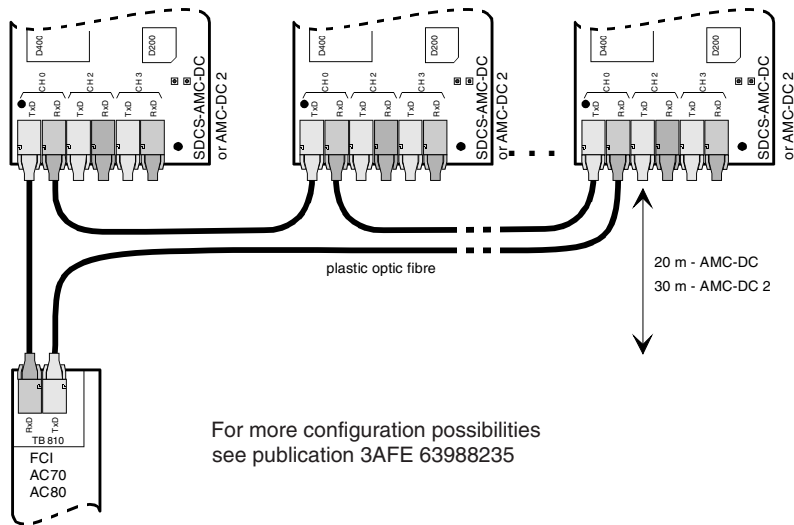 D400
D200
CH 0
CH 2
CH 3
TxD
RxD
TxD
RxD
TxD
RxD
SDCS-AMC-DC
or AMC-DC 2
D400
D200
CH 0
CH 2
CH 3
TxD
RxD
TxD
RxD
TxD
RxD
SDCS-AMC-DC
or AMC-DC 2
D400
D200
CH 0
CH 2
CH 3
TxD
RxD
TxD
RxD
TxD
RxD
SDCS-AMC-DC
or AMC-DC 2
plastic optic fibre
20 m - AMC-DC
30 m - AMC-DC 2
RxD
TxD
TB 810
FCI
AC70
AC80
For more configuration possibilities
see publication 3AFE 63988235